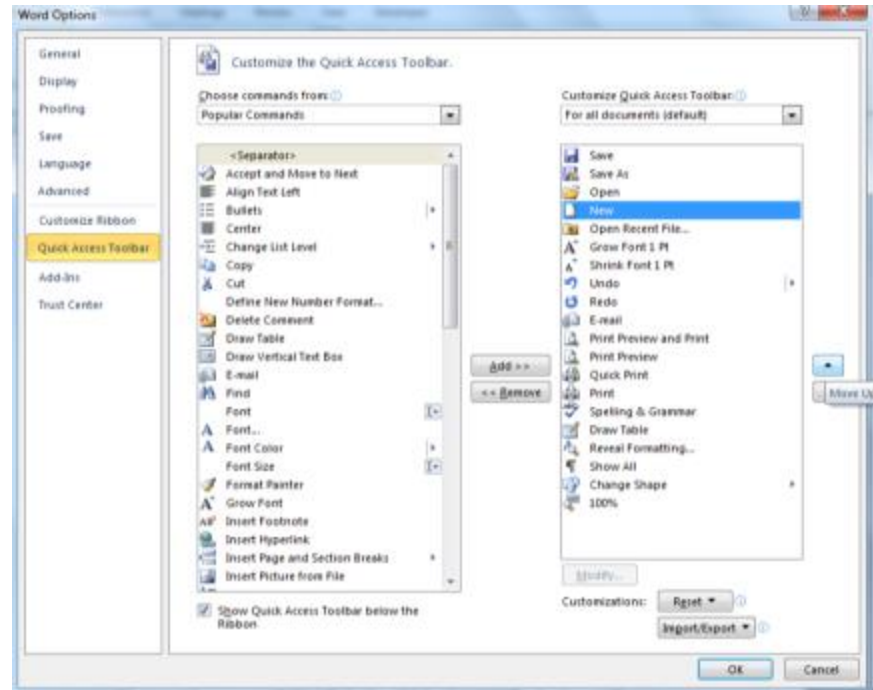 Word Options
General
Display
Proofing
Save
Language
Advanced
Customize Ribbon
Quick Access Toolbar
Add-Ins
Trust Center
Customize the Quick Access Toolbar.
Choose commands from:
Popular Commands
<Separator>
Accept and Move to Next
Align Text Left
Bullets
Center
Change List Level
Copy
Cut
Define New Number Format...
Delete Comment
Draw Table
Draw Vertical Text Box
E-mail
Find
Font
Font...
Font Color
Font Size
Format Painter
Grow Font
Insert Footnote
Insert Hyperlink
Insert Page and Section Breaks
Insert Picture from File
Show Quick Access Toolbar below the
Ribbon
Add >>
<< Remove
Customize Quick Access Toolbar:
For all documents (default)
Save
Save As
Open
New
Open Recent File...
Grow Font 1 Pt
Shrink Font 1 Pt
Undo
Redo
E-mail
Print Preview and Print
Print Preview
Quick Print
Print
Spelling & Grammar
Draw Table
Reveal Formatting...
Show All
Change Shape
100%
Move Up
Modify...
Customizations: Reset
Import/Export
OK Cancel